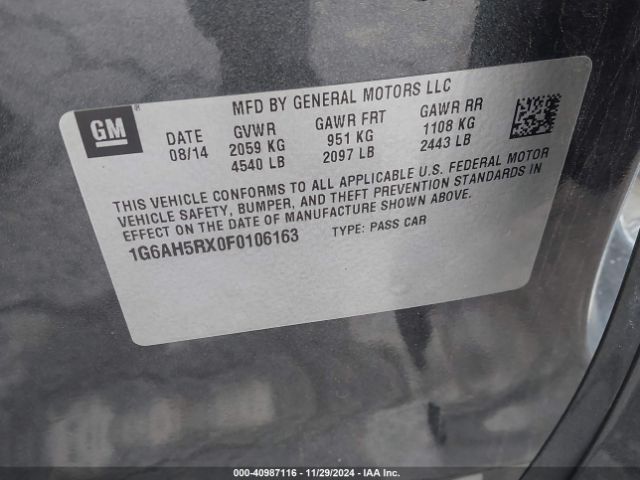 GM
MFD BY GENERAL MOTORS LLC
DATE GVWR GAWR FRT GAWR RR
08/14 2059 KG 951 KG 1108 KG
4540 LB 2097 LB 2443 LB
THIS VEHICLE CONFORMS TO ALL APPLICABLE U.S. FEDERAL MOTOR
VEHICLE SAFETY, BUMPER, AND THEFT PREVENTION STANDARDS IN
EFFECT ON THE DATE OF MANUFACTURE SHOWN ABOVE.
1G6AH5RX0F0106163 TYPE: PASS CAR
000-40987116 - 11/29/2024 - IAA Inc.